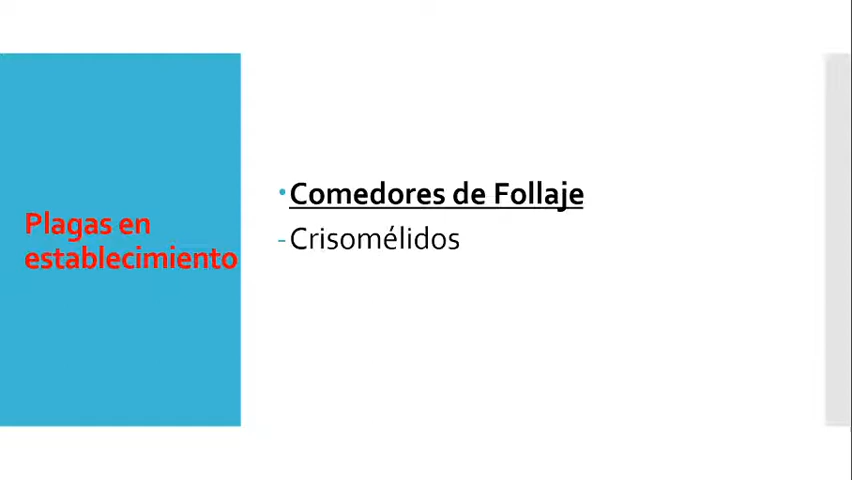 Plagas en
establecimiento
•Comedores de Follaje
-Crisomélidos